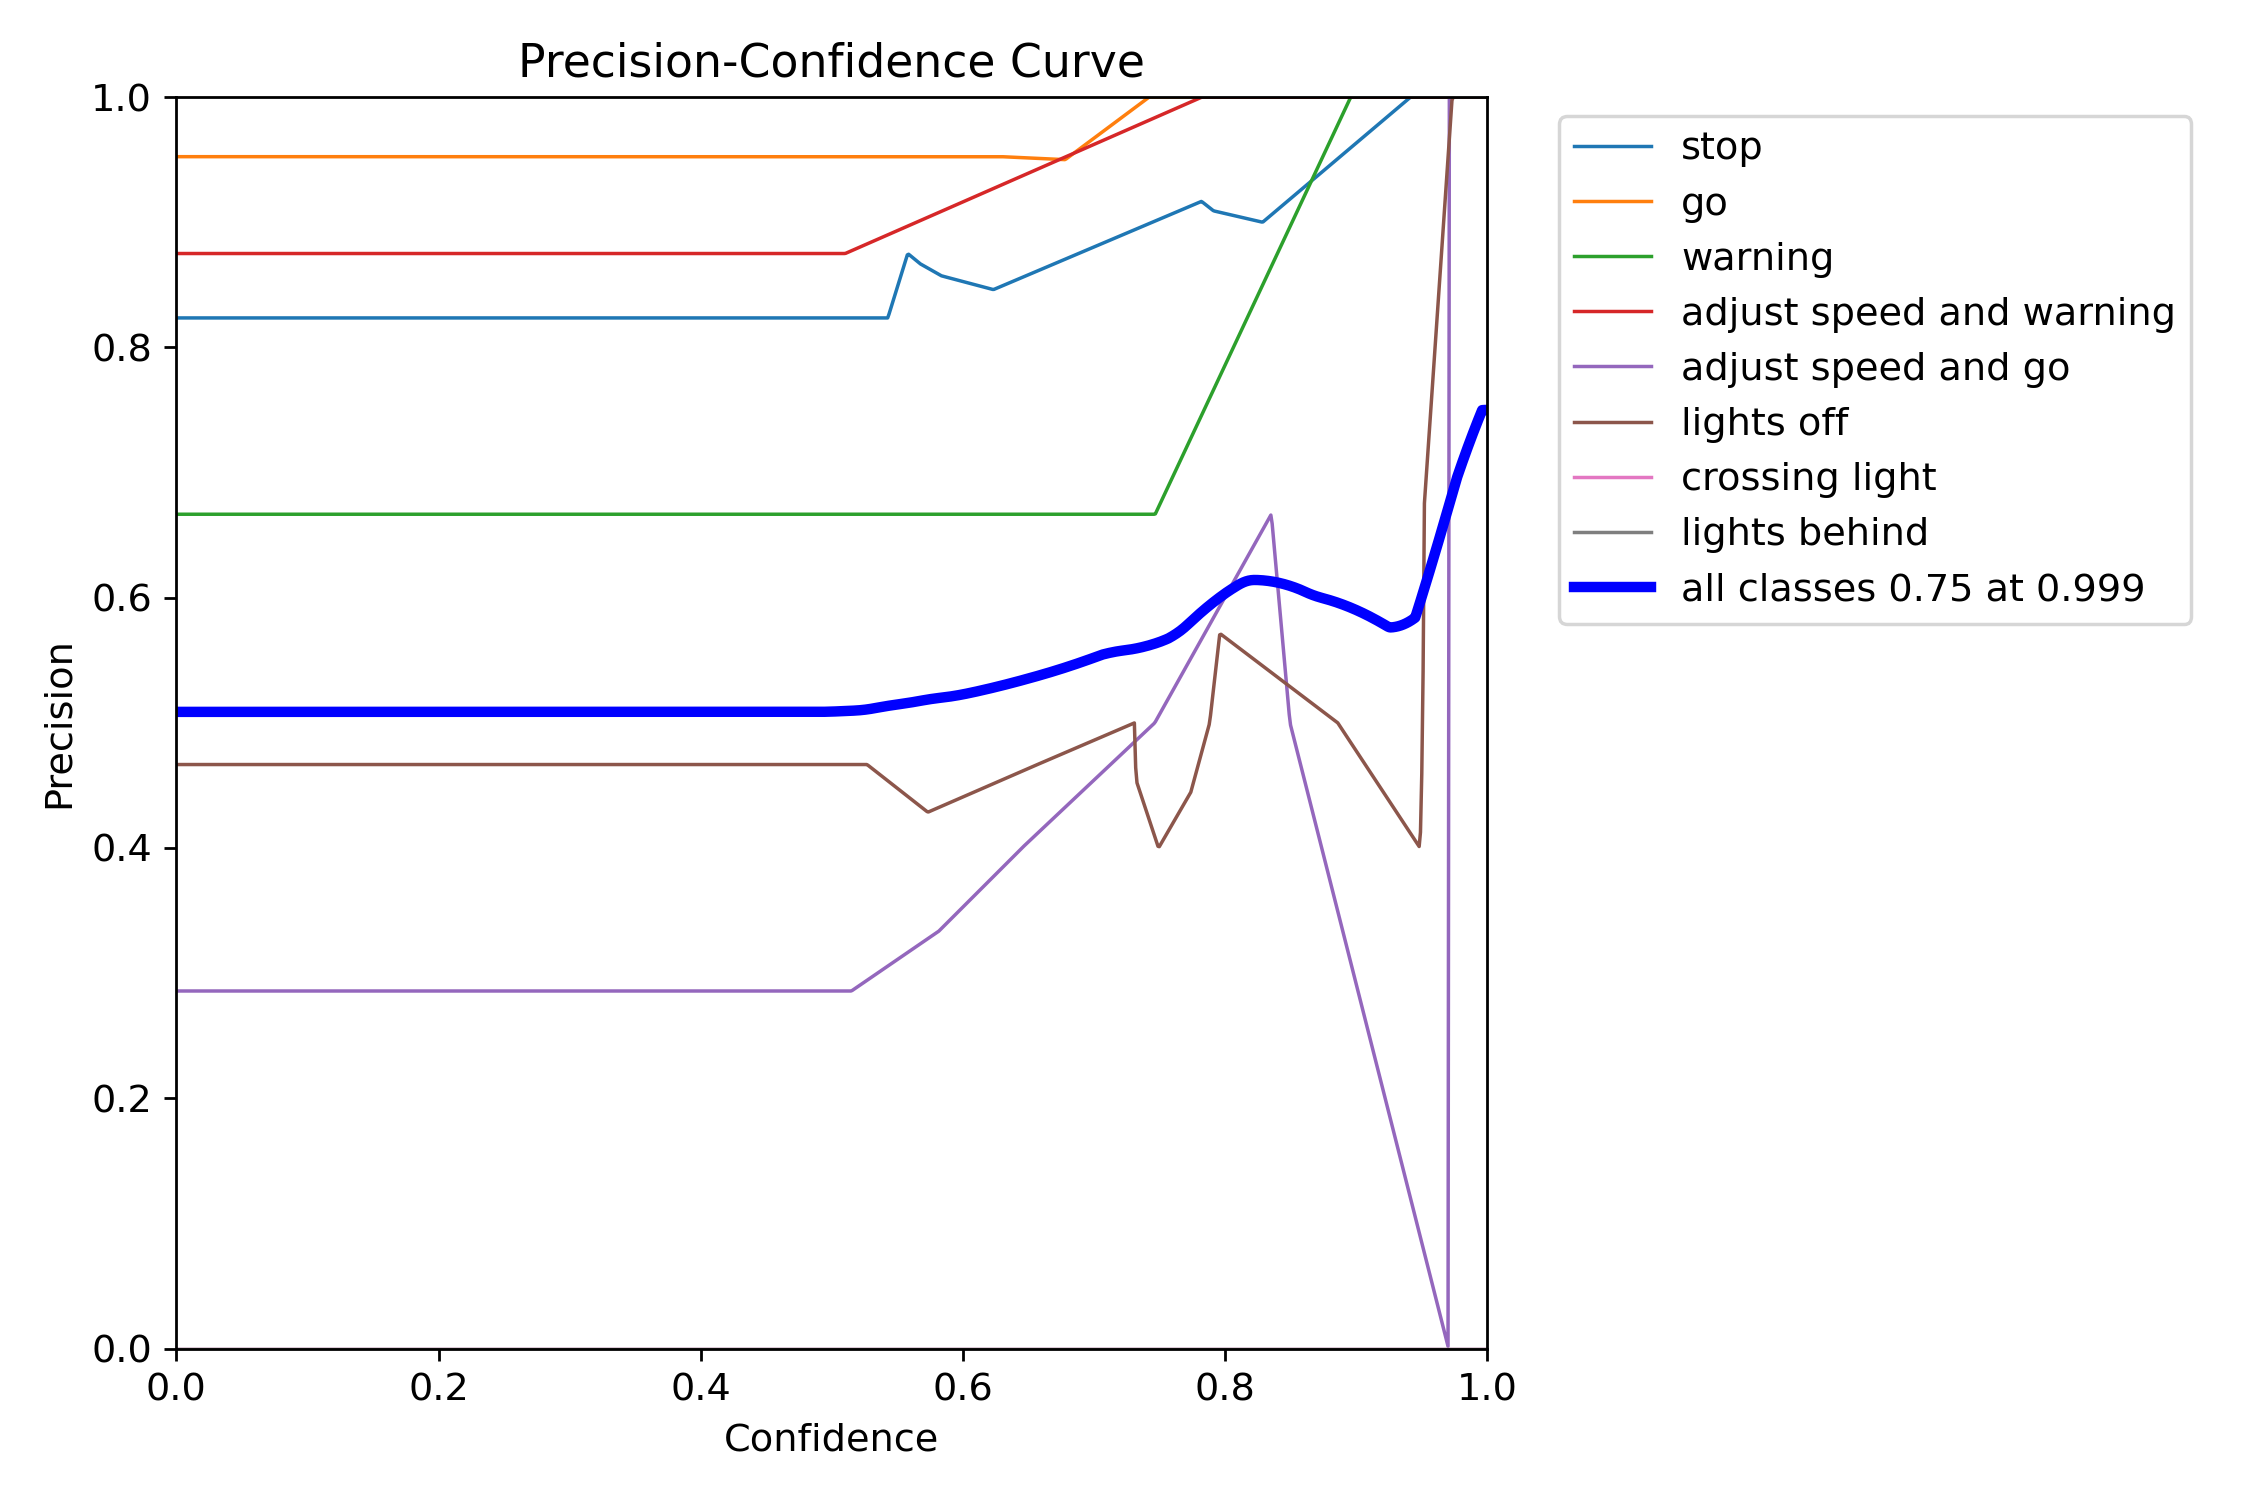 Precision-Confidence Curve
1.0
0.8
0.6
0.4
0.2
0.0
Precision
0.0 0.2 0.4 0.6 0.8 1.0
Confidence
stop
go
warning
adjust speed and warning
adjust speed and go
lights off
crossing light
lights behind
all classes 0.75 at 0.999